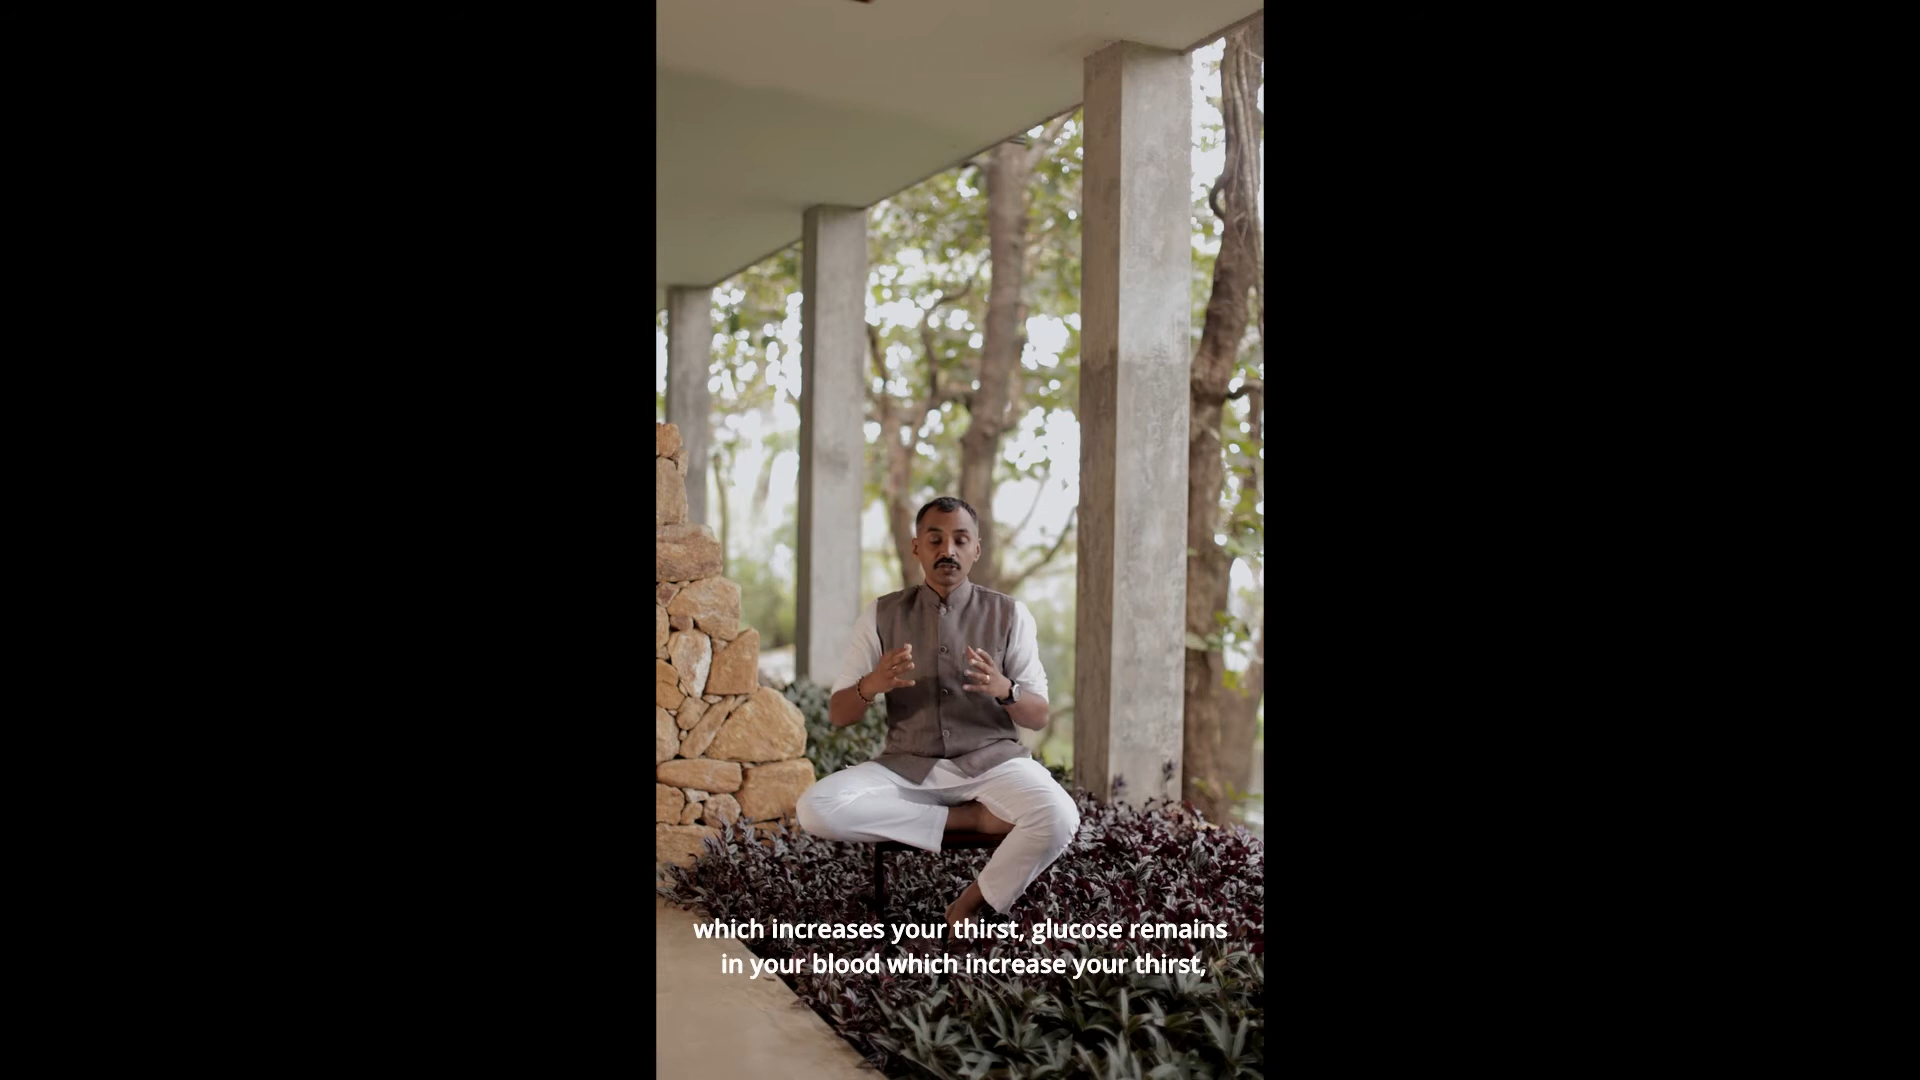 which increases your thirst, glucose remains
in your blood which increase your thirst,